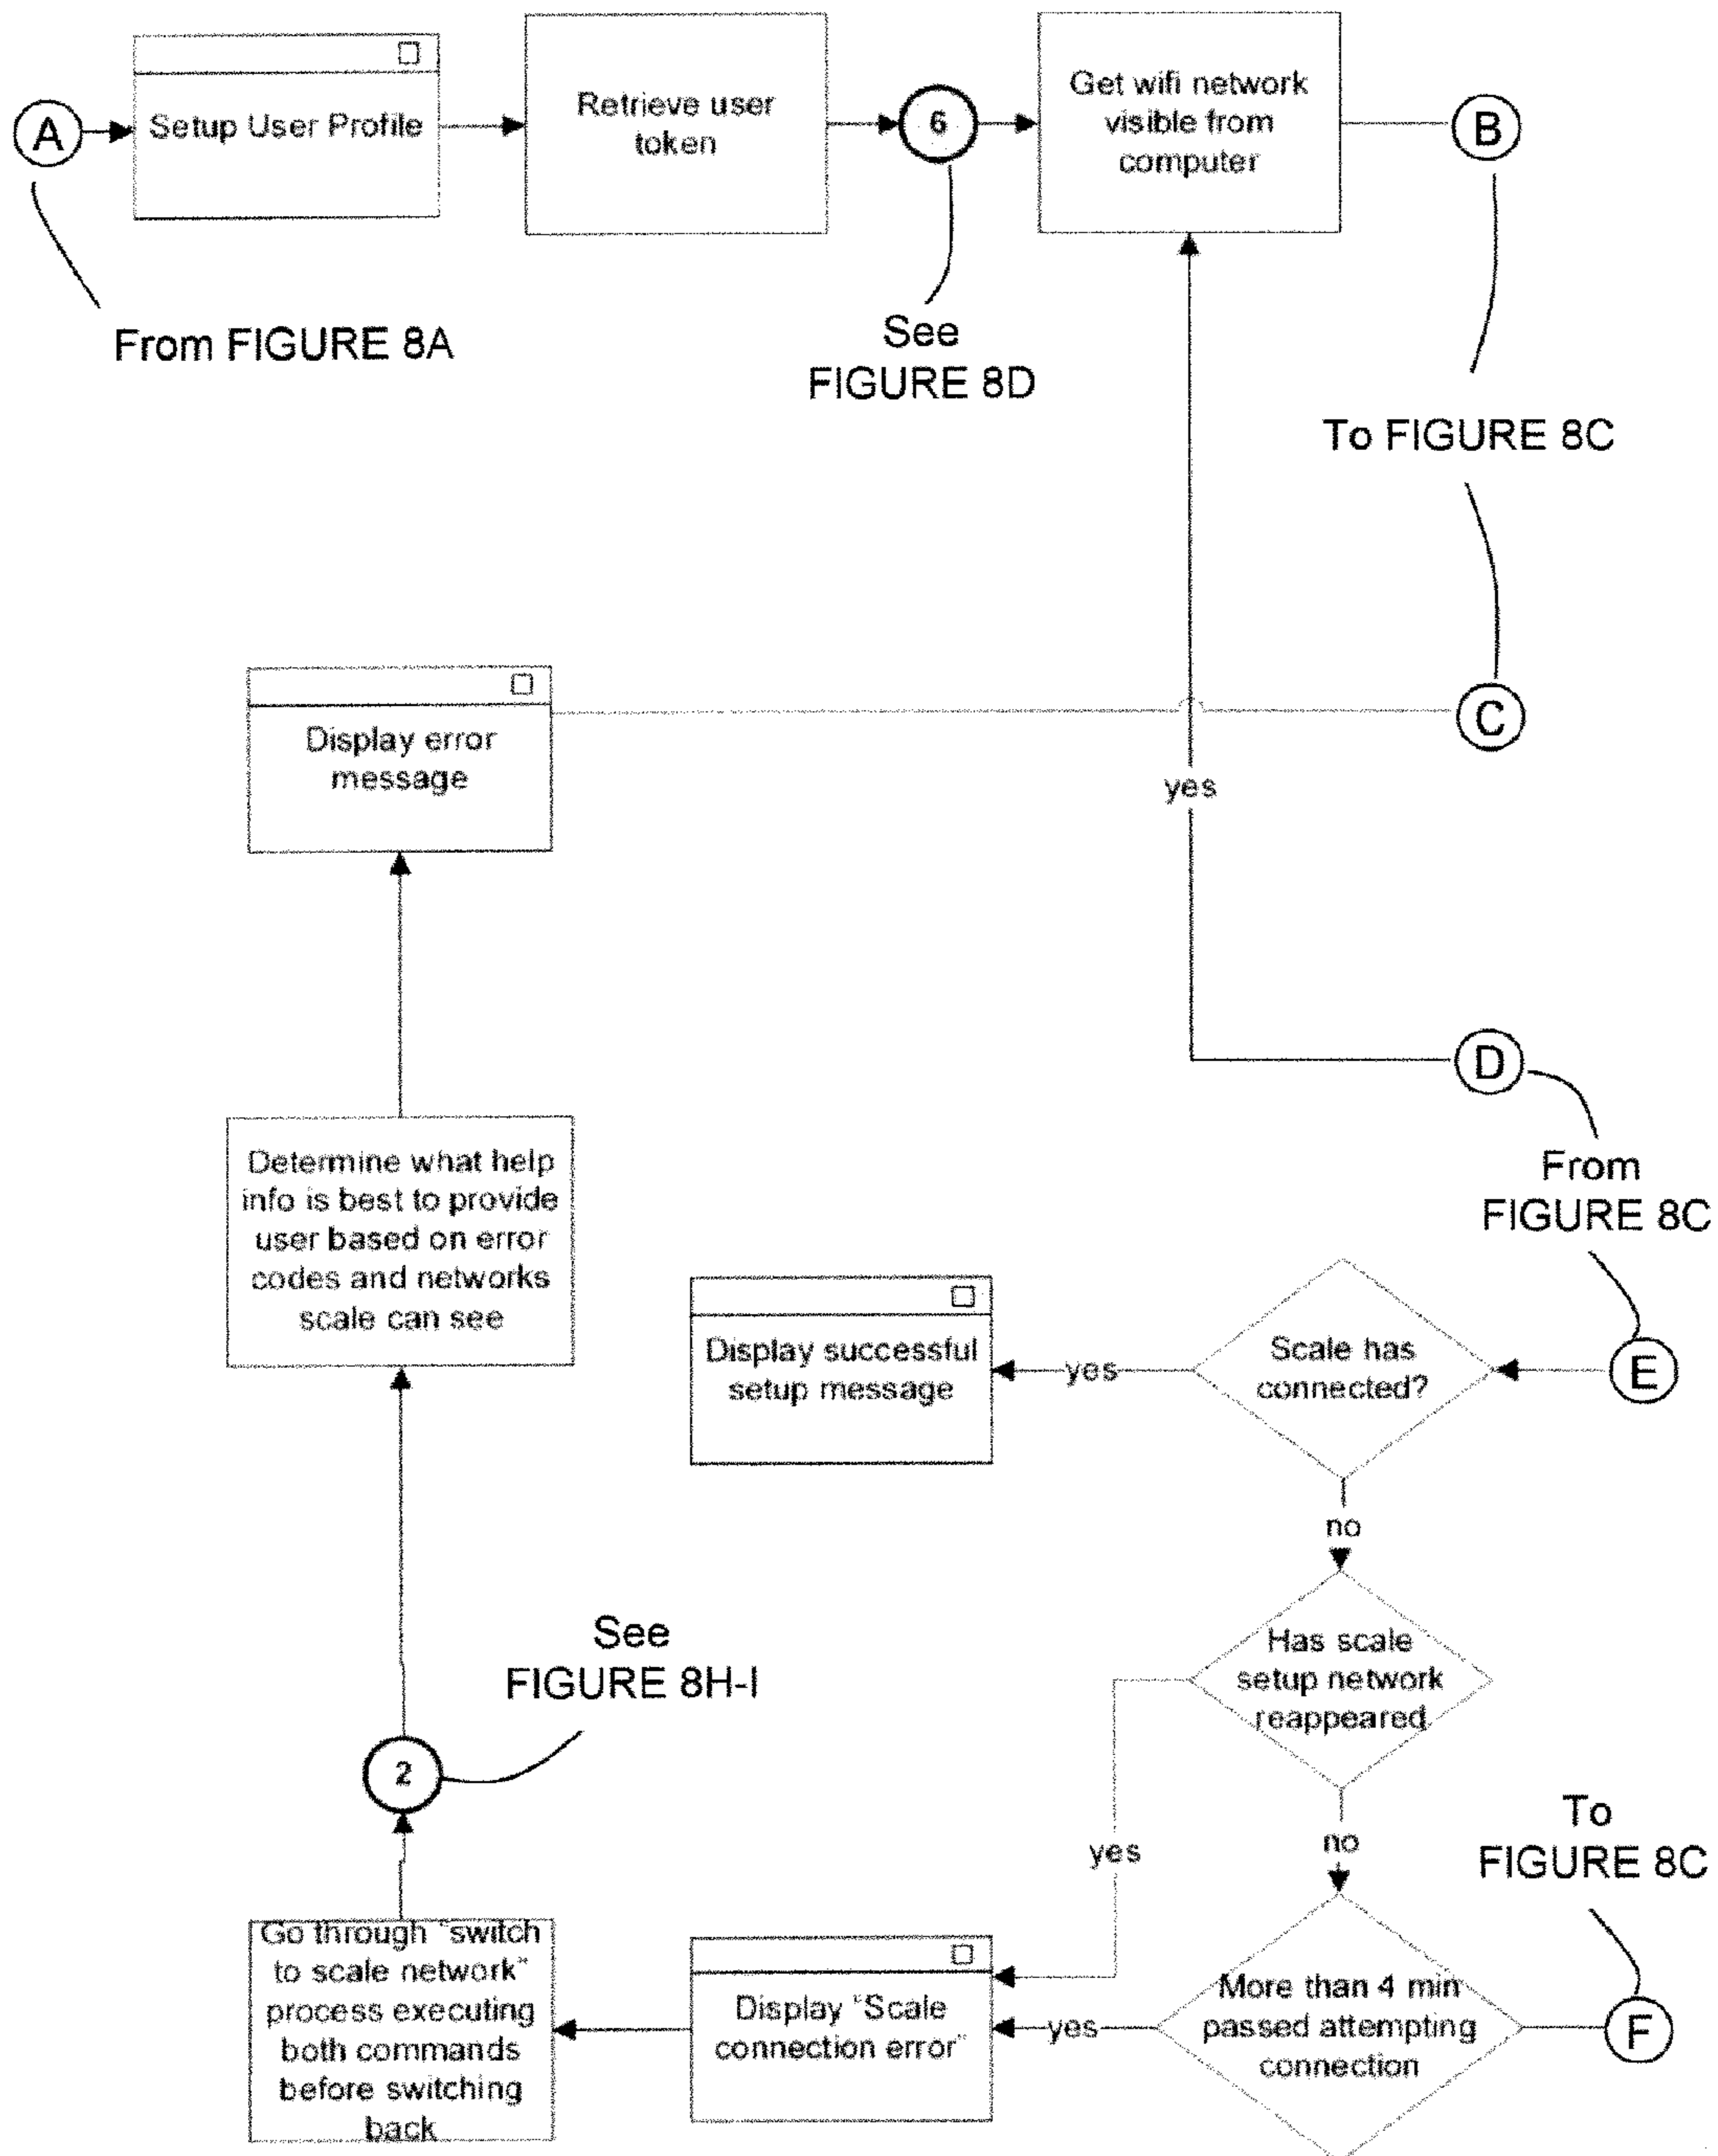 A
Setup User Profile
Retrieve user
token
6
Get wifi network
visible from
computer
B
From FIGURE 8A
See
FIGURE 8D
To FIGURE 8C
Display error
message
C
yes
D
From
FIGURE 8C
Determine what help
info is best to provide
user based on error
codes and networks
scale can see
Display successful
setup message
yes
Scale has
connected?
E
no
Has scale
setup network
reappeared
See
FIGURE 8H-I
2
yes
no
To
FIGURE 8C
Go through "switch
to scale network"
process executing
both commands
before switching
back
Display "Scale
connection error"
yes
More than 4 min
passed attempting
connection
F